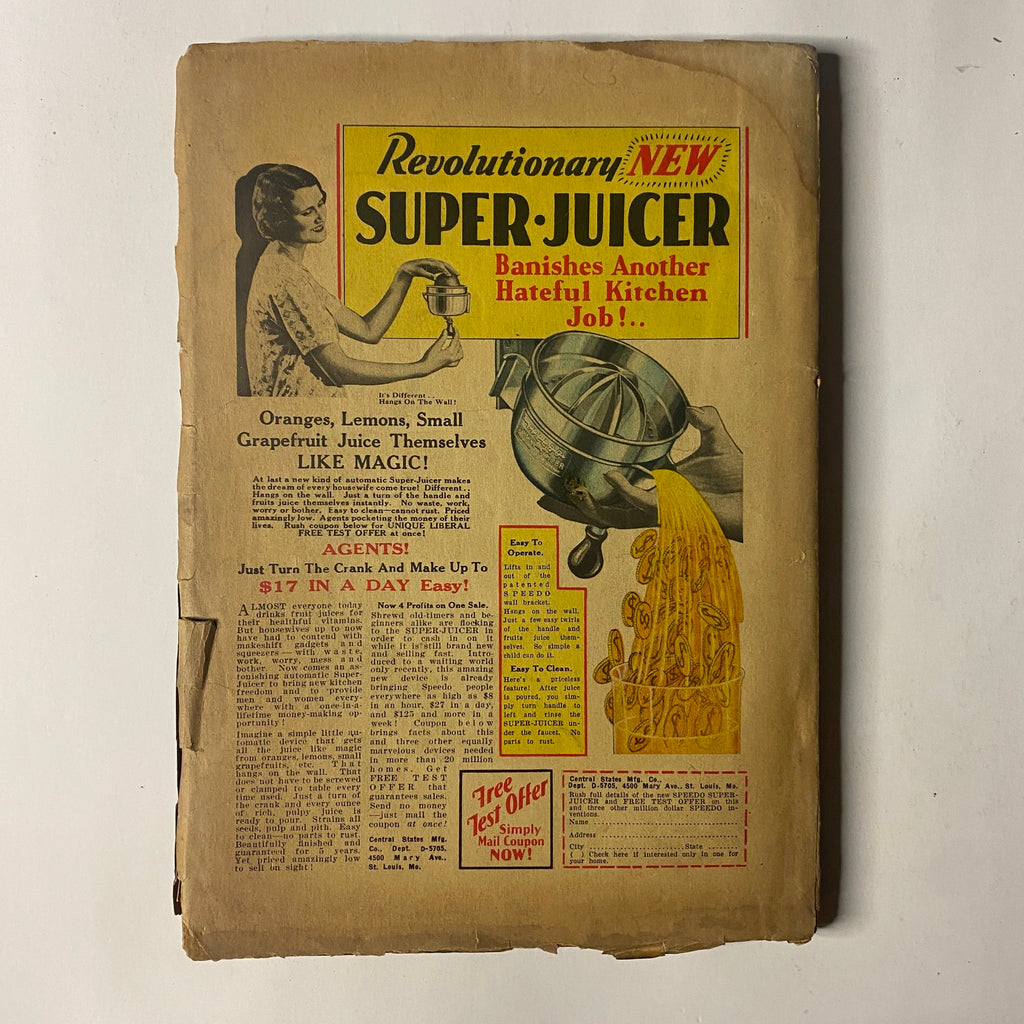 Revolutionary NEW
SUPER·JUICER
Banishes Another
Hateful Kitchen
Job!..
It's Different..
Hangs On The Wall!
Oranges, Lemons, Small
Grapefruit Juice Themselves
LIKE MAGIC!
At last a new kind of automatic Super-Juicer makes
the dream of every housewife come true! Different..
Hangs on the wall. Just a turn of the handle and
fruits juice themselves instantly. No waste, work,
worry or bother. Easy to clean—cannot rust. Priced
amazingly low. Agents pocketing the money of their
lives. Rush coupon below for UNIQUE LIBERAL
FREE TEST OFFER at once!
AGENTS!
Just Turn The Crank And Make Up To
$17 IN A DAY Easy!
ALMOST everyone today
drinks fruit juices for
their healthful vitamins.
But housewives up to now
have had to contend with
makeshift gadgets and
squeezers—with waste,
work, worry, mess and
bother. Now comes an as-
tonishing automatic Super-
Juicer to bring new kitchen
freedom and to provide
men and women every-
where with a once-in-a-
lifetime money-making op-
portunity!
Imagine a simple little au-
tomatic device that gets
all the juice like magic
from oranges, lemons, small
grapefruits, etc. That
hangs on the wall. That
does not have to be screwed
or clamped to table every
time used. Just a turn of
the crank and every ounce
of rich, pulpy juice is
ready to pour. Strains all
seeds, pulp and pith. Easy
to clean—no parts to rust.
Beautifully finished and
guaranteed for 5 years.
Yet priced amazingly low
to sell on sight!
Now 4 Profits on One Sale.
Shrewd old-timers and be-
ginners alike are flocking
to the SUPER-JUICER in
order to cash in on it
while it is still brand new
and selling fast. Intro-
duced to a waiting world
only recently, this amazing
new device is already
bringing Speedo people
everywhere as high as $8
in an hour, $27 in a day,
and $125 and more in a
week! Coupon below
brings facts about this
and three other equally
marvelous devices needed
in more than 20 million
homes. Get
FREE TEST
OFFER that
guarantees sales.
Send no money
—just mail the
coupon at once!
Central States Mfg.
Co., Dept. D-5705,
4500 Mary Ave.,
St. Louis, Mo.
Easy To
Operate.
Lifts in and
out of the
patented
SPEEDO
wall bracket.
Hangs on the wall.
Just a few easy twirls
of the handle and
fruits juice them-
selves. So simple a
child can do it.
Easy To Clean.
Here's a priceless
feature! After juice
is poured, you sim-
ply turn handle to
left and rinse the
SUPER-JUICER un-
der the faucet. No
parts to rust.
Free
Test Offer
Simply
Mail Coupon
NOW!
Central States Mfg. Co.,
Dept. D-5705, 4500 Mary Ave., St. Louis, Mo.
Rush full details of the new SPEEDO SUPER-
JUICER and FREE TEST OFFER on this
and three other million dollar SPEEDO in-
ventions.
Name
Address
City State
( ) Check here if interested only in one for
your home.